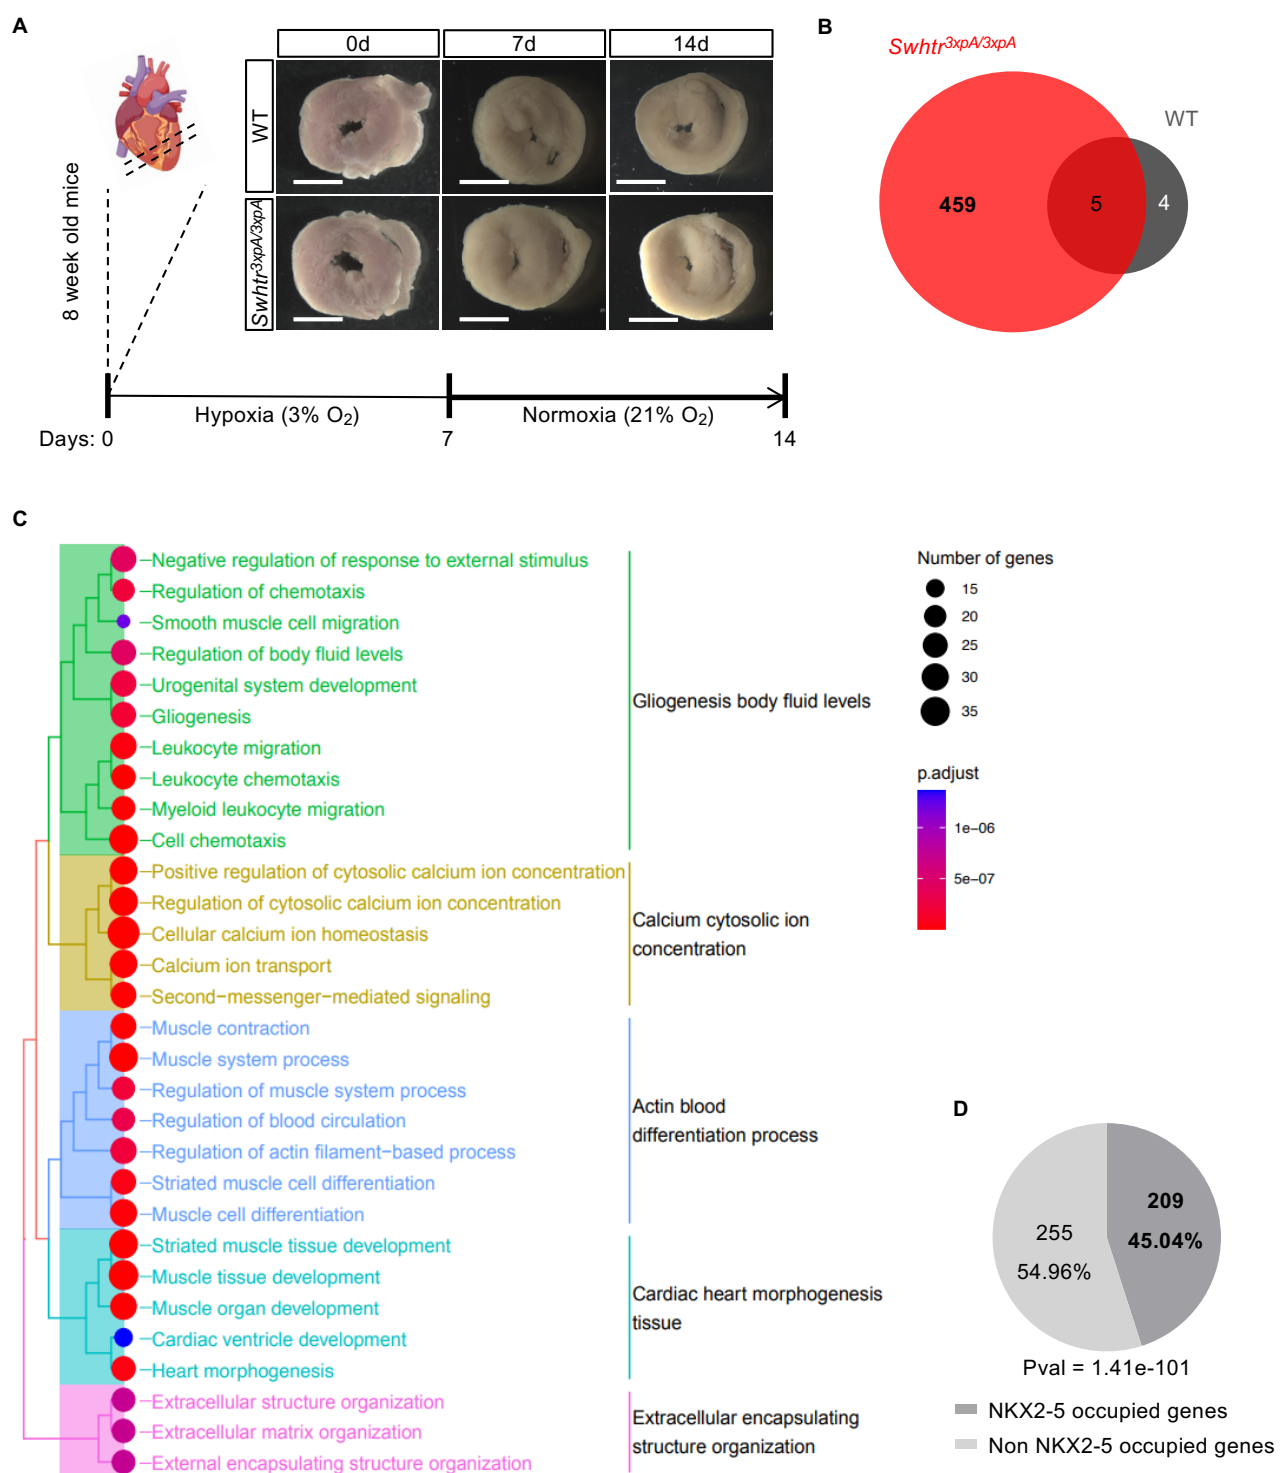 A
0d
7d
14d
8 week old mice
WT
Swhtr3xpA/3xpA
Hypoxia (3% O2)
Normoxia (21% O2)
Days: 0
7
14
B
Swhtr3xpA/3xpA
WT
459
5
4
C
Negative regulation of response to external stimulus
Regulation of chemotaxis
Smooth muscle cell migration
Regulation of body fluid levels
Urogenital system development
Gliogenesis
Leukocyte migration
Leukocyte chemotaxis
Myeloid leukocyte migration
Cell chemotaxis
Gliogenesis body fluid levels
Positive regulation of cytosolic calcium ion concentration
Regulation of cytosolic calcium ion concentration
Cellular calcium ion homeostasis
Calcium ion transport
Second−messenger−mediated signaling
Calcium cytosolic ion
concentration
Muscle contraction
Muscle system process
Regulation of muscle system process
Regulation of blood circulation
Regulation of actin filament−based process
Striated muscle cell differentiation
Muscle cell differentiation
Actin blood
differentiation process
Striated muscle tissue development
Muscle tissue development
Muscle organ development
Cardiac ventricle development
Heart morphogenesis
Cardiac heart morphogenesis
tissue
Extracellular structure organization
Extracellular matrix organization
External encapsulating structure organization
Extracellular encapsulating
structure organization
Number of genes
15
20
25
30
35
p.adjust
1e−06
5e−07
D
209
45.04%
255
54.96%
Pval = 1.41e-101
NKX2-5 occupied genes
Non NKX2-5 occupied genes